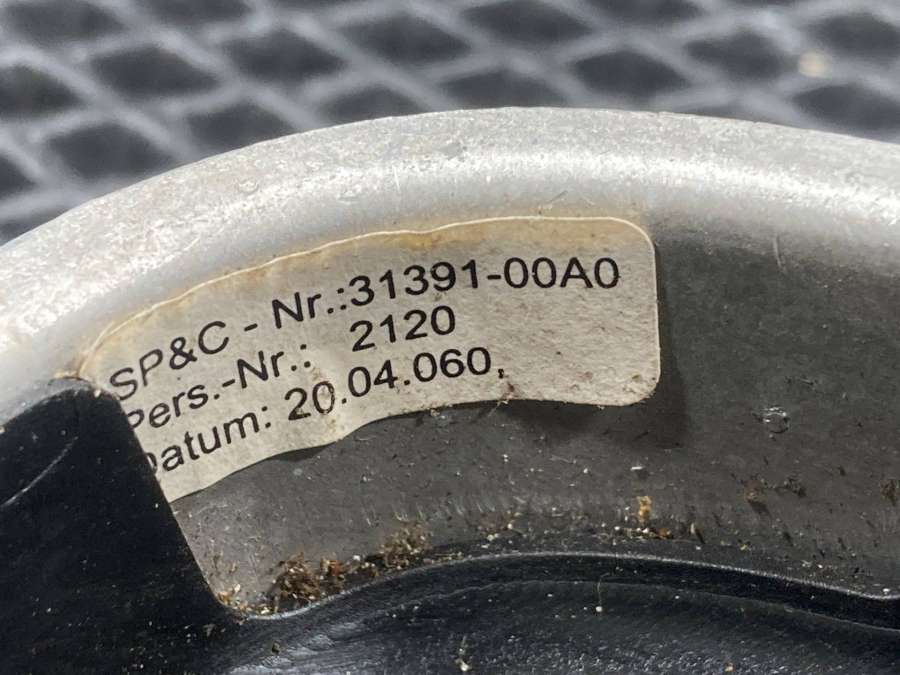 SP&C - Nr.:31391-00A0
Pers.-Nr.: 2120
Datum: 20.04.060,